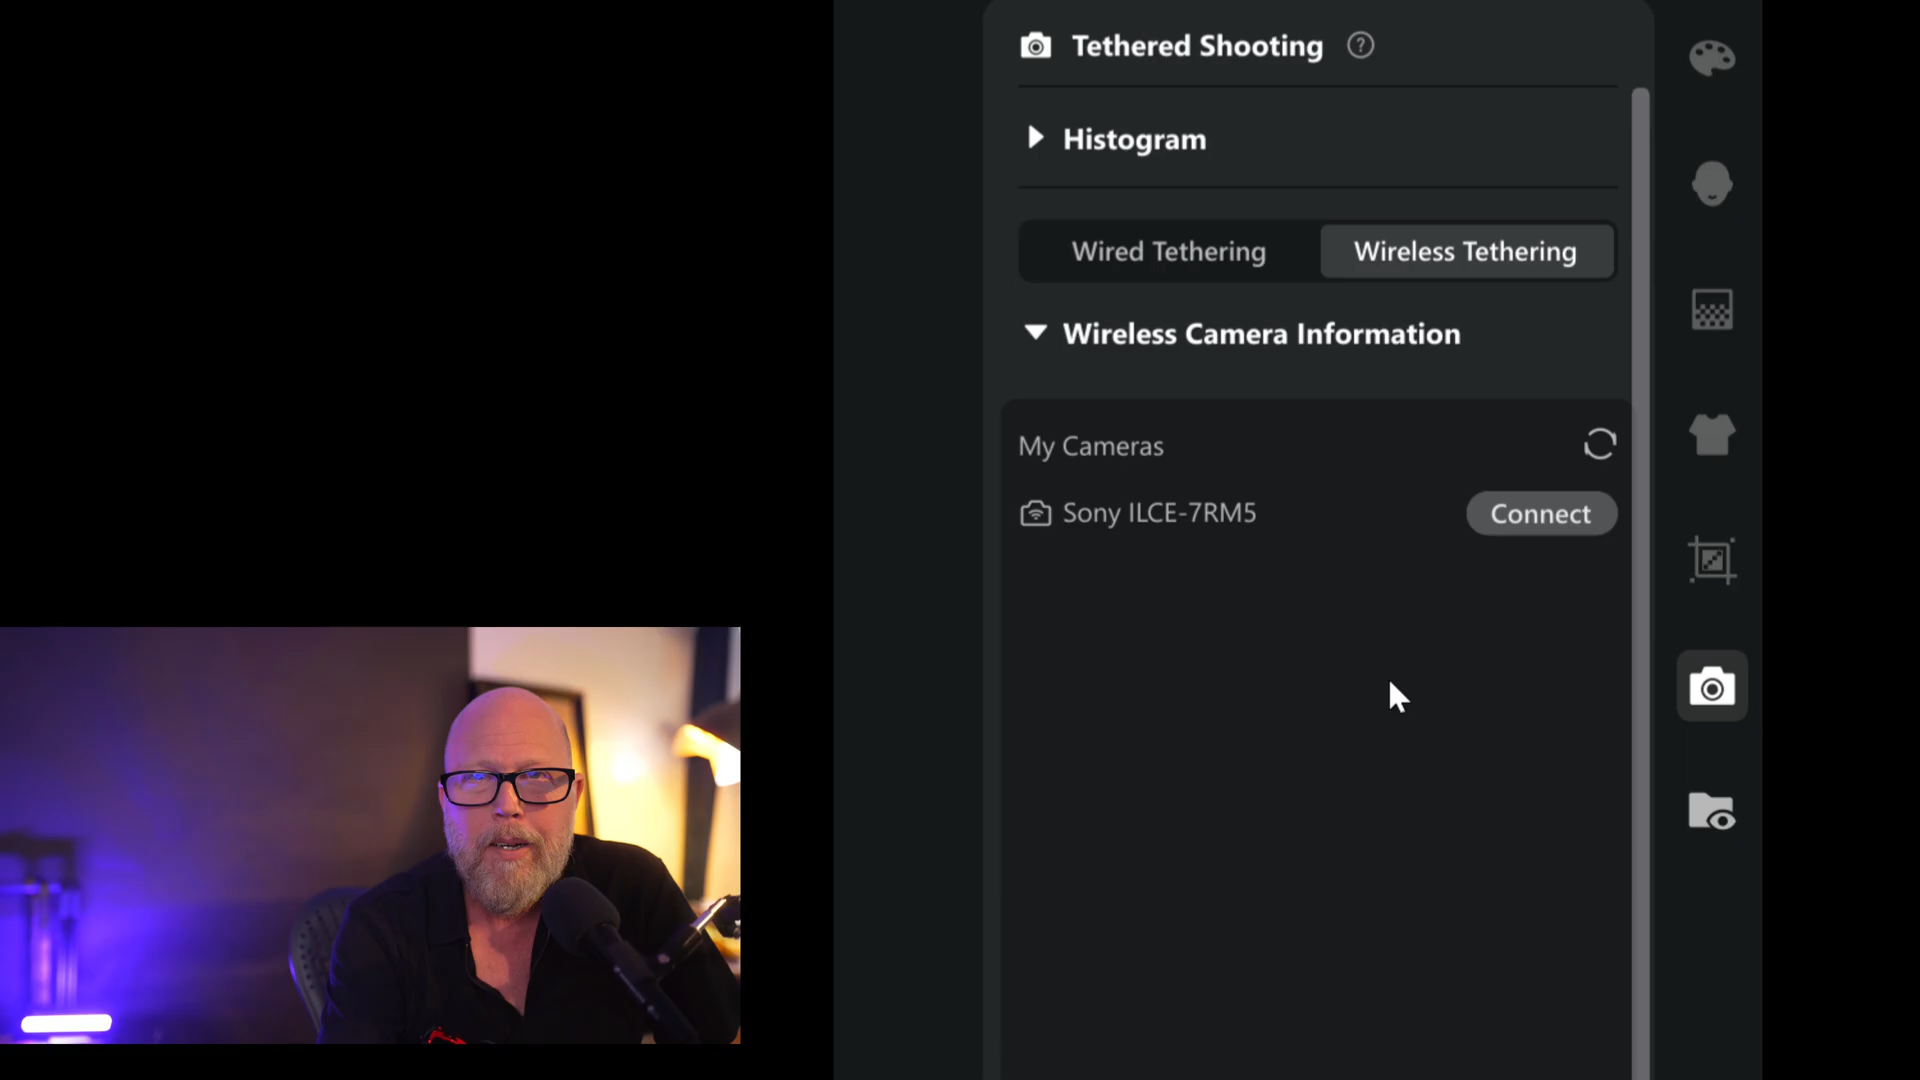 Tethered Shooting
Histogram
Wired Tethering
Wireless Tethering
Wireless Camera Information
My Cameras
Sony ILCE-7RM5
Connect